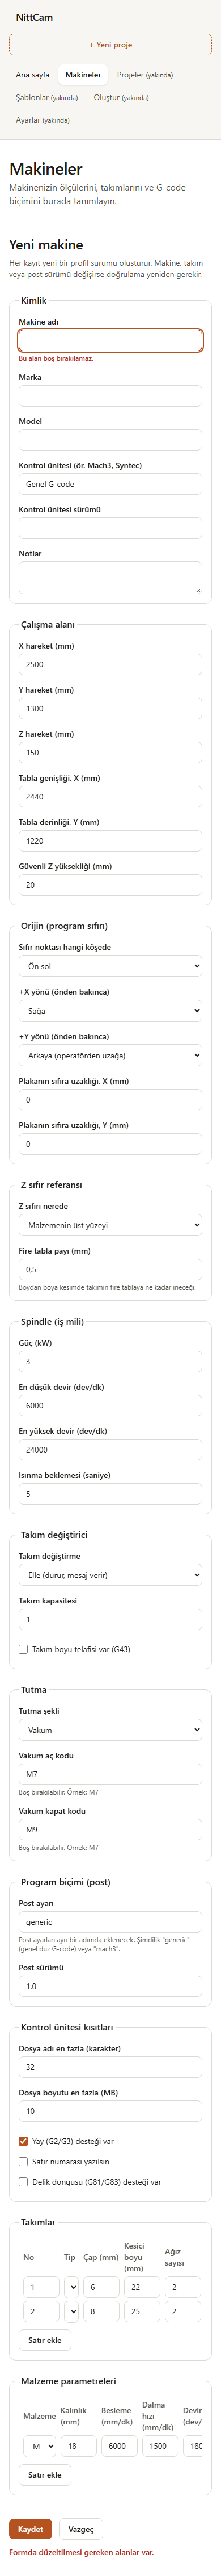 NittCam
+ Yeni proje
Ana sayfa Makineler Projeler (yakında)
Şablonlar (yakında) Oluştur (yakında)
Ayarlar (yakında)
Makineler
Makinenizin ölçülerini, takımlarını ve G-code
biçimini burada tanımlayın.
Yeni makine
Her kayıt yeni bir profil sürümü oluşturur. Makine, takım
veya post sürümü değişirse doğrulama yeniden gerekir.
Kimlik
Makine adı
Bu alan boş bırakılamaz.
Marka
Model
Kontrol ünitesi (ör. Mach3, Syntec)
Genel G-code
Kontrol ünitesi sürümü
Notlar
Çalışma alanı
X hareket (mm)
2500
Y hareket (mm)
1300
Z hareket (mm)
150
Tabla genişliği, X (mm)
2440
Tabla derinliği, Y (mm)
1220
Güvenli Z yüksekliği (mm)
20
Orijin (program sıfırı)
Sıfır noktası hangi köşede
Ön sol
+X yönü (önden bakınca)
Sağa
+Y yönü (önden bakınca)
Arkaya (operatörden uzağa)
Plakanın sıfıra uzaklığı, X (mm)
0
Plakanın sıfıra uzaklığı, Y (mm)
0
Z sıfır referansı
Z sıfırı nerede
Malzemenin üst yüzeyi
Fire tabla payı (mm)
0,5
Boydan boya kesimde takımın fire tablaya ne kadar ineceği.
Spindle (iş mili)
Güç (kW)
3
En düşük devir (dev/dk)
6000
En yüksek devir (dev/dk)
24000
Isınma beklemesi (saniye)
5
Takım değiştirici
Takım değiştirme
Elle (durur, mesaj verir)
Takım kapasitesi
1
Takım boyu telafisi var (G43)
Tutma
Tutma şekli
Vakum
Vakum aç kodu
M7
Boş bırakılabilir. Örnek: M7
Vakum kapat kodu
M9
Boş bırakılabilir. Örnek: M7
Program biçimi (post)
Post ayarı
generic
Post ayarları ayrı bir adımda eklenecek. Şimdilik "generic"
(genel düz G-code) veya "mach3".
Post sürümü
1.0
Kontrol ünitesi kısıtları
Dosya adı en fazla (karakter)
32
Dosya boyutu en fazla (MB)
10
Yay (G2/G3) desteği var
Satır numarası yazılsın
Delik döngüsü (G81/G83) desteği var
Takımlar
No Tip Çap (mm) Kesici boyu (mm) Ağız sayısı
1 6 22 2
2 8 25 2
Satır ekle
Malzeme parametreleri
Malzeme Kalınlık (mm) Besleme (mm/dk) Dalma hızı (mm/dk) Devir (dev/
M 18 6000 1500 180
Satır ekle
Kaydet Vazgeç
Formda düzeltilmesi gereken alanlar var.